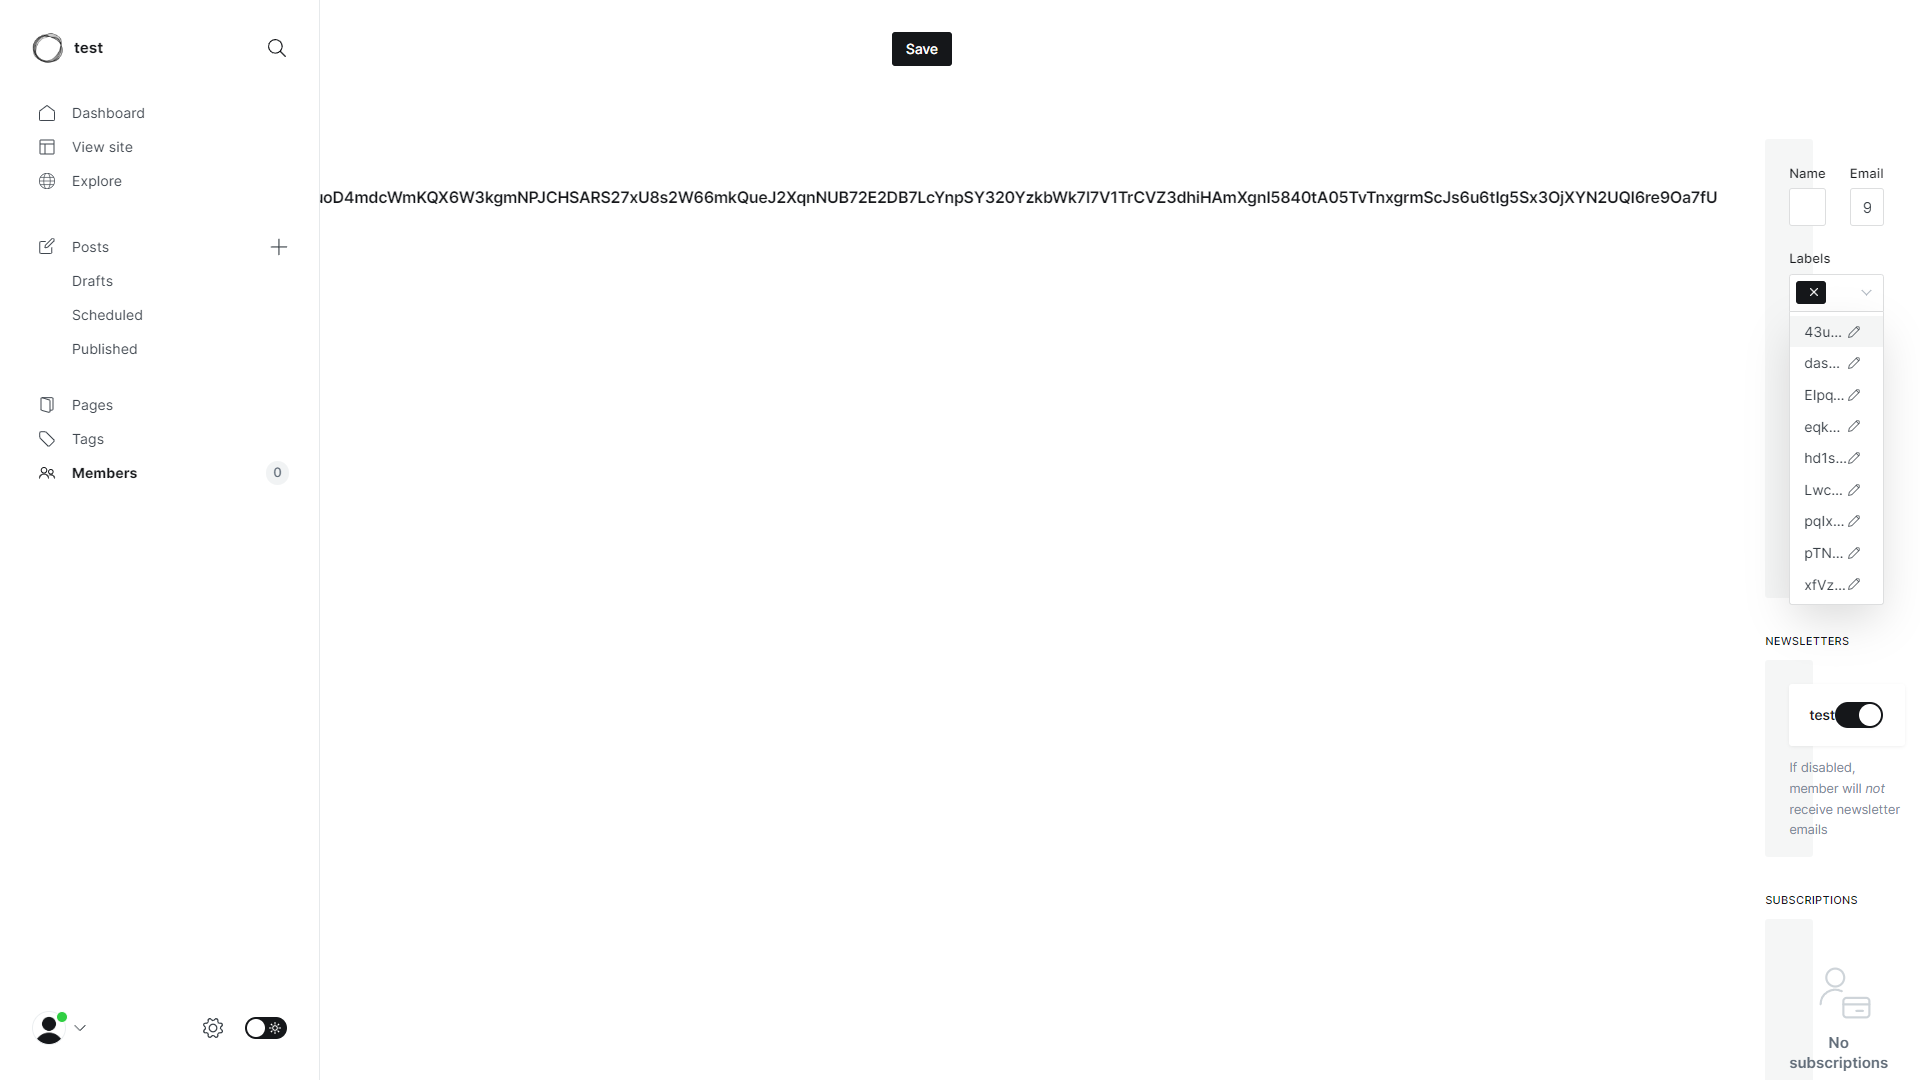 test
Save
Dashboard
View site
Explore
Posts
Drafts
Scheduled
Published
Pages
Tags
Members
0
uoD4mdcWmKQX6W3kgmNPJCHSARS27xU8s2W66mkQueJ2XqnNUB72E2DB7LcYnpSY320YzkbWk7l7V1TrCVZ3dhiHAmXgnI5840tA05TvTnxgrmScJs6u6tIg5Sx3OjXYN2UQI6re9Oa7fU
Name Email
9
Labels
43u...
das...
Elpq...
eqk...
hd1s...
Lwc...
pqIx...
pTN...
xfVz...
NEWSLETTERS
test
If disabled,
member will not
receive newsletter
emails
SUBSCRIPTIONS
No
subscriptions